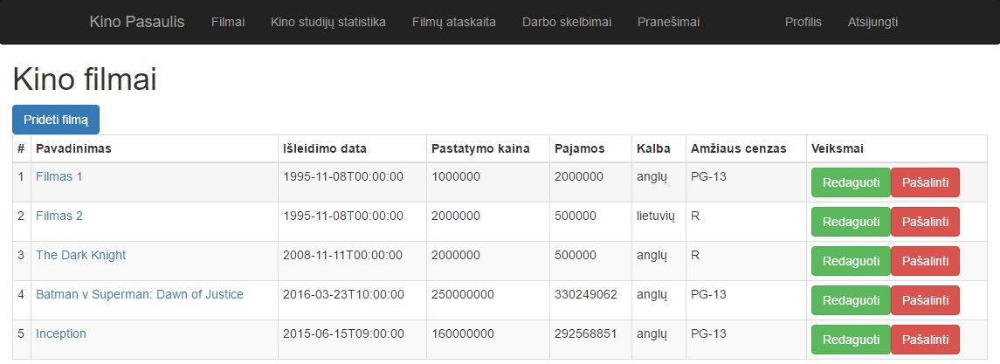 Kino Pasaulis Filmai Kino studijų statistika Filmų ataskaita Darbo skelbimai Pranešimai Profilis Atsijungti
Kino filmai
Pridėti filmą
# Pavadinimas Išleidimo data Pastatymo kaina Pajamos Kalba Amžiaus cenzas Veiksmai
1 Filmas 1 1995-11-08T00:00:00 1000000 2000000 anglų PG-13 Redaguoti Pašalinti
2 Filmas 2 1995-11-08T00:00:00 2000000 500000 lietuvių R Redaguoti Pašalinti
3 The Dark Knight 2008-11-11T00:00:00 2000000 500000 anglų R Redaguoti Pašalinti
4 Batman v Superman: Dawn of Justice 2016-03-23T10:00:00 250000000 330249062 anglų PG-13 Redaguoti Pašalinti
5 Inception 2015-06-15T09:00:00 160000000 292568851 anglų PG-13 Redaguoti Pašalinti